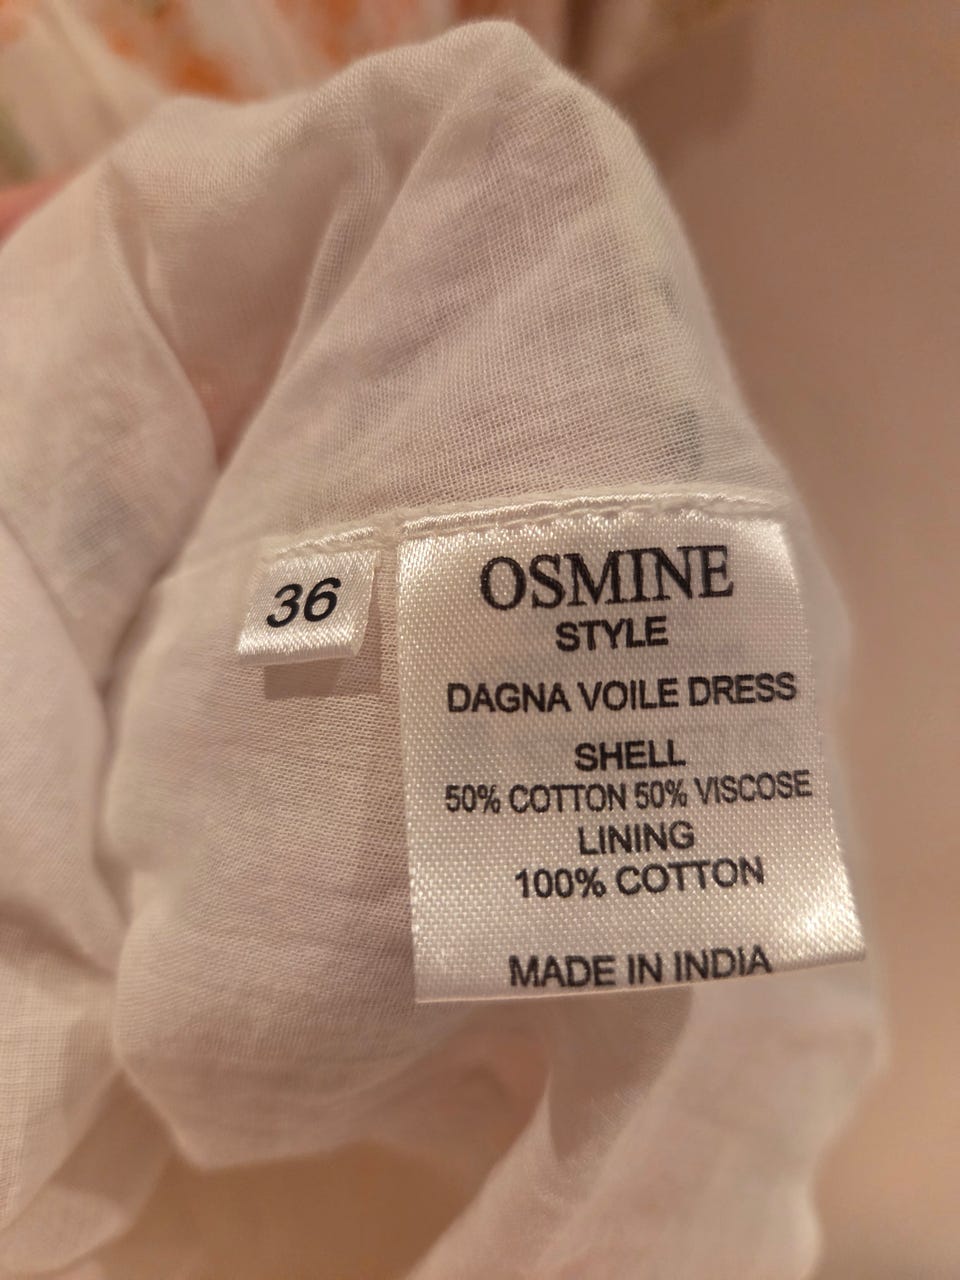 36
OSMINE
STYLE
DAGNA VOILE DRESS
SHELL
50% COTTON 50% VISCOSE
LINING
100% COTTON
MADE IN INDIA